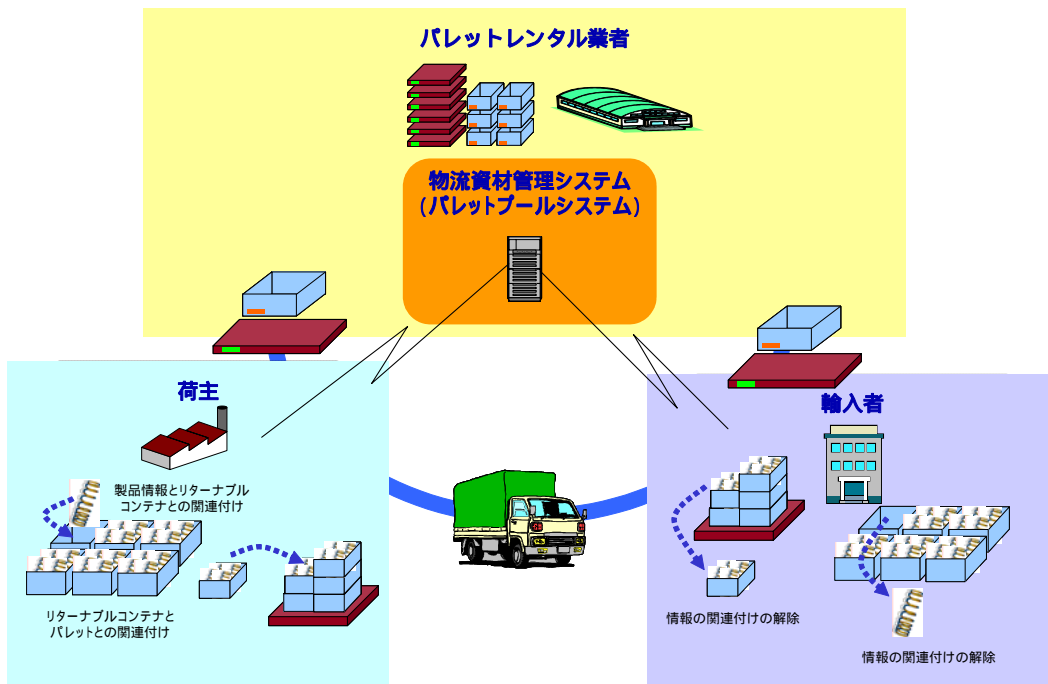 パレットレンタル業者
物流資材管理システム
(パレットプールシステム)
荷主
輸入者
製品情報とリターナブル
コンテナとの関連付け
リターナブルコンテナと
パレットとの関連付け
情報の関連付けの解除
情報の関連付けの解除